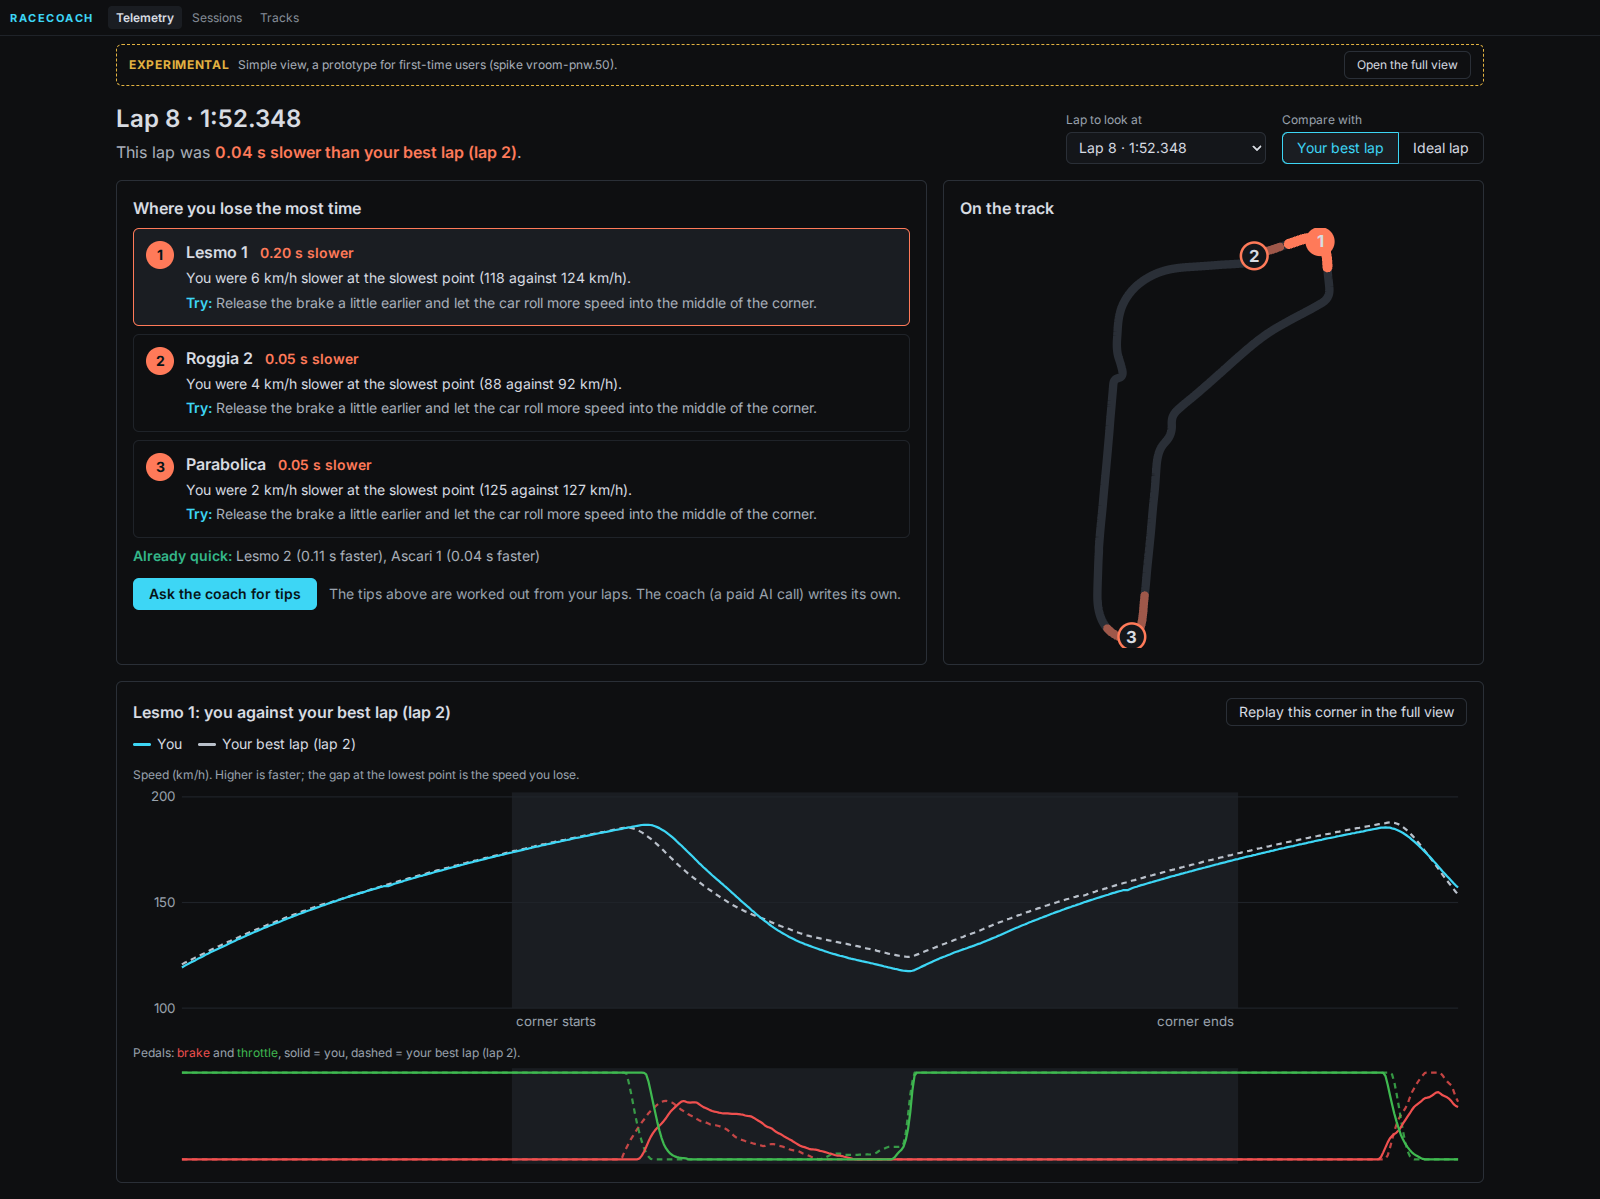 RACECOACH Telemetry Sessions Tracks
EXPERIMENTAL Simple view, a prototype for first-time users (spike vroom-pnw.50). Open the full view
Lap 8 · 1:52.348
This lap was 0.04 s slower than your best lap (lap 2).
Lap to look at
Lap 8 · 1:52.348
Compare with
Your best lap Ideal lap
Where you lose the most time
1 Lesmo 1 0.20 s slower
You were 6 km/h slower at the slowest point (118 against 124 km/h).
Try: Release the brake a little earlier and let the car roll more speed into the middle of the corner.
2 Roggia 2 0.05 s slower
You were 4 km/h slower at the slowest point (88 against 92 km/h).
Try: Release the brake a little earlier and let the car roll more speed into the middle of the corner.
3 Parabolica 0.05 s slower
You were 2 km/h slower at the slowest point (125 against 127 km/h).
Try: Release the brake a little earlier and let the car roll more speed into the middle of the corner.
Already quick: Lesmo 2 (0.11 s faster), Ascari 1 (0.04 s faster)
Ask the coach for tips The tips above are worked out from your laps. The coach (a paid AI call) writes its own.
On the track
1
2
3
Lesmo 1: you against your best lap (lap 2) Replay this corner in the full view
You Your best lap (lap 2)
Speed (km/h). Higher is faster; the gap at the lowest point is the speed you lose.
200
150
100
corner starts corner ends
Pedals: brake and throttle, solid = you, dashed = your best lap (lap 2).